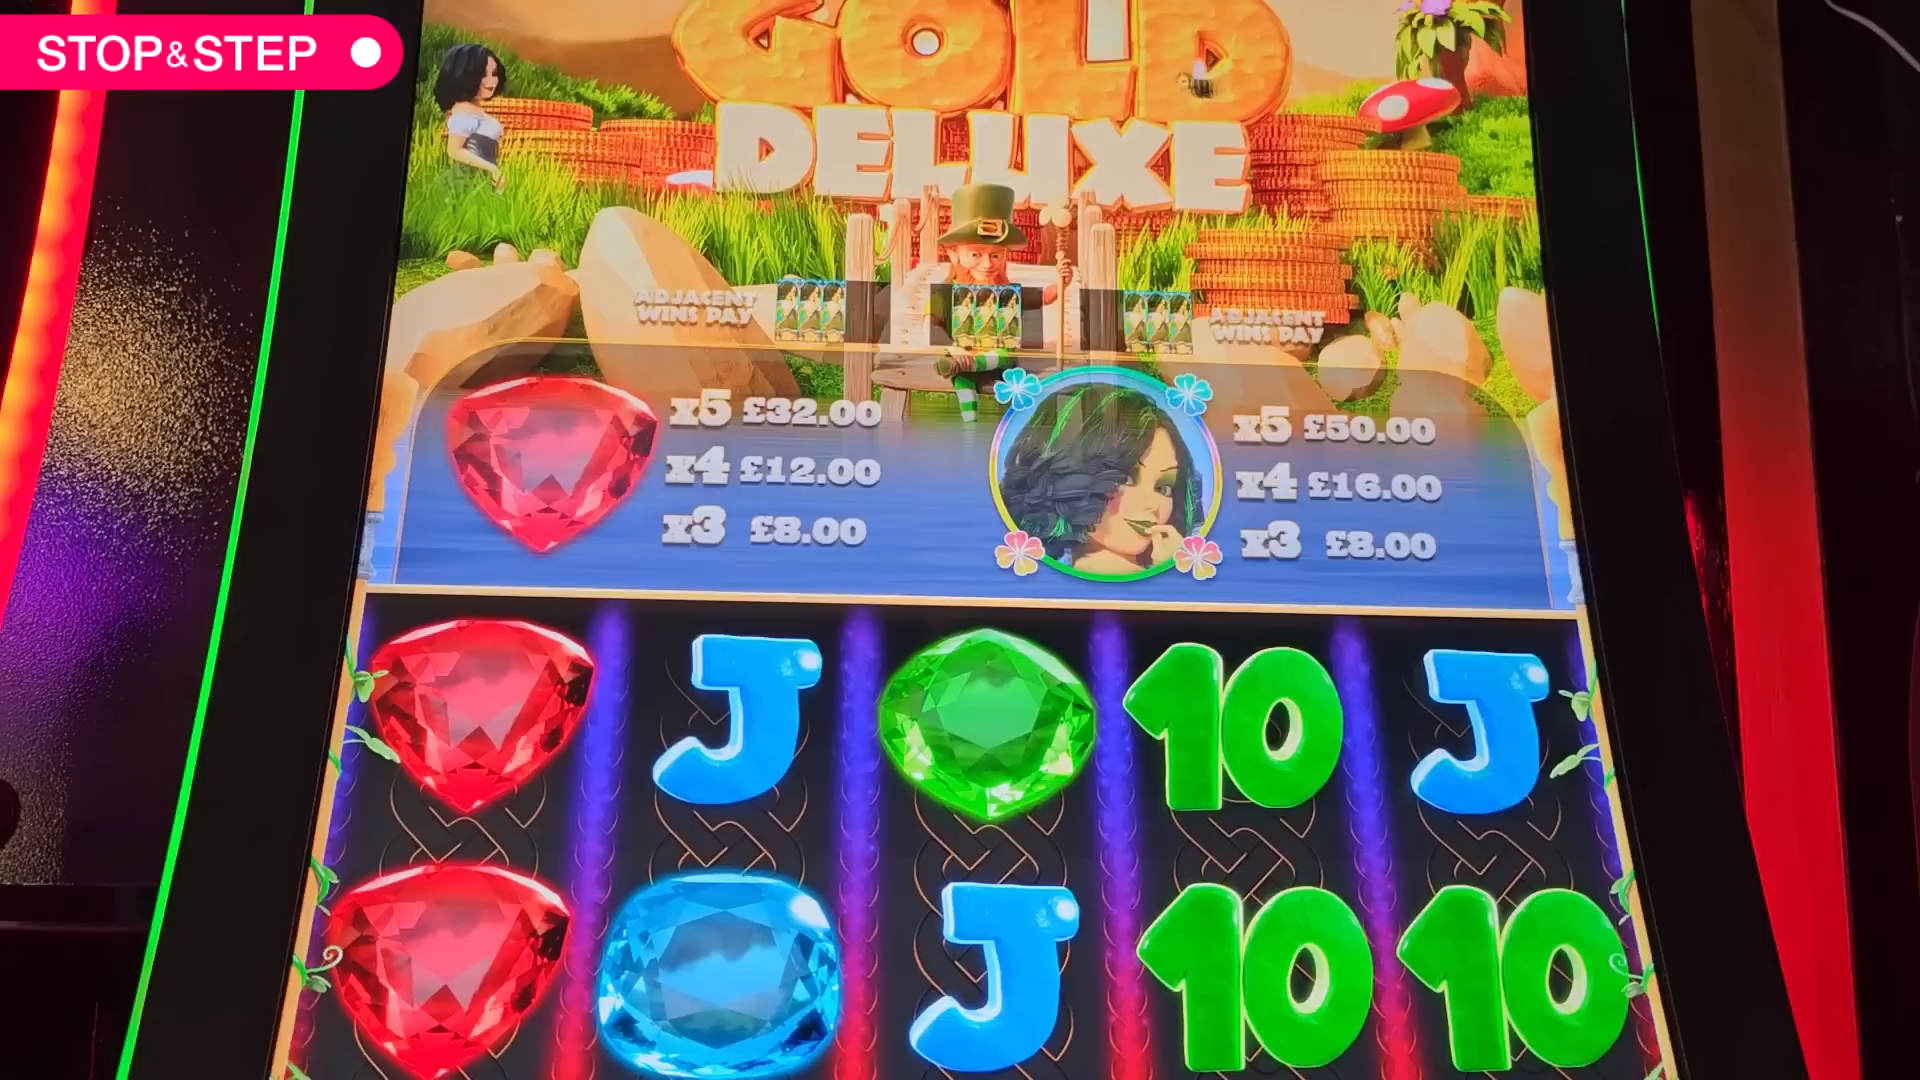 STOP&STEP
GOLD
DELUXE
ADJACENT
WINS PAY
ADJACENT
WINS PAY
x5 £32.00
x4 £12.00
x3 £8.00
x5 £50.00
x4 £16.00
x3 £8.00
J 10 J
J 10 10